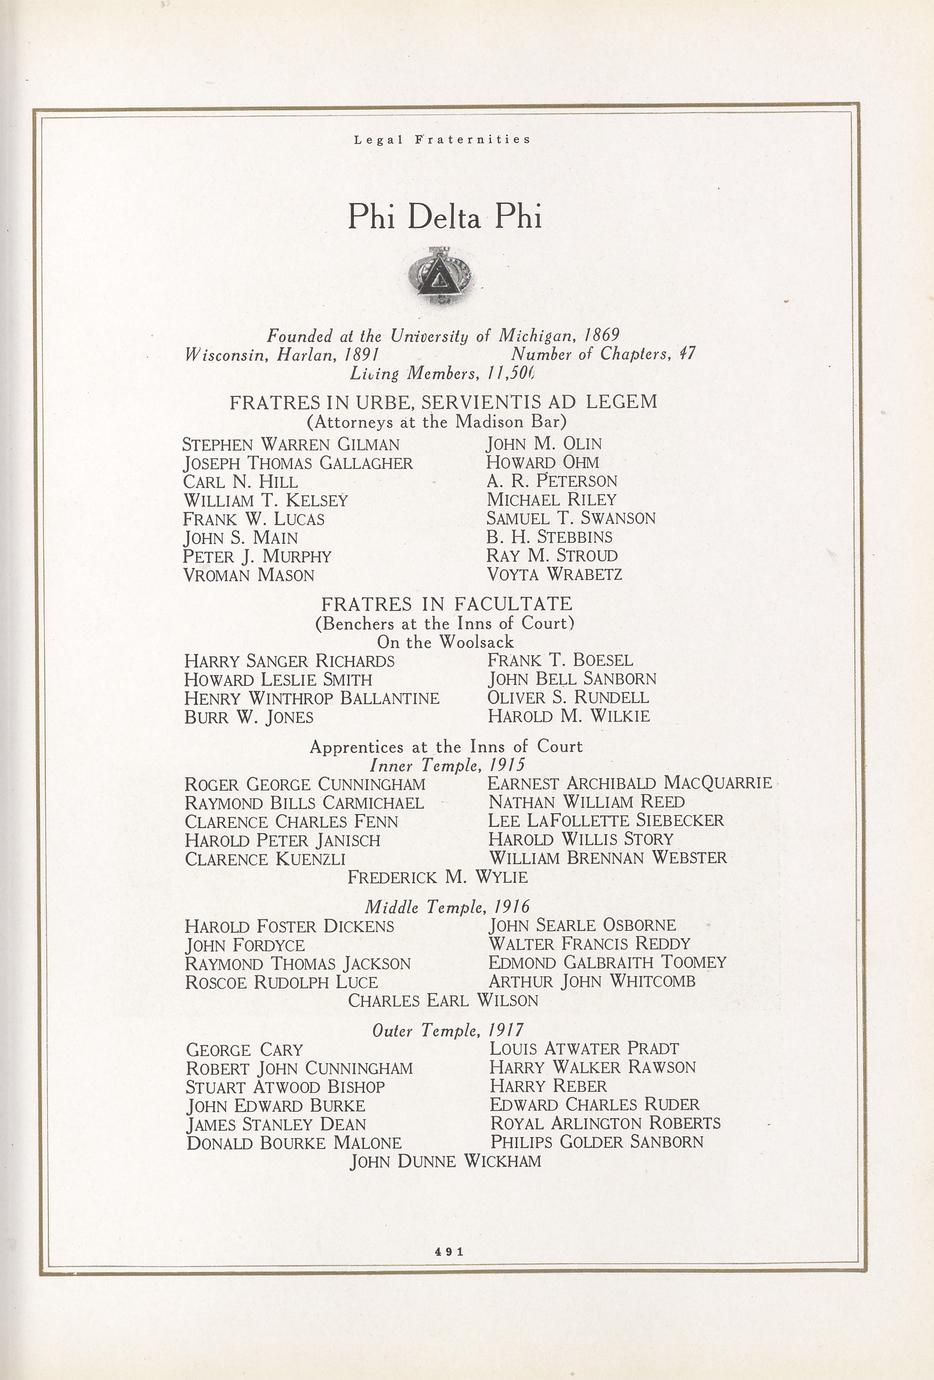 Legal Fraternities
Phi Delta Phi
Founded at the University of Michigan, 1869
Wisconsin, Harlan, 1891 Number of Chapters, 47
Living Members,
FRATRES IN URBE, SERVIENTIS AD LEGEM
(Attorneys at the Madison Bar)
STEPHEN WARREN GILMAN JOHN M. OLIN
JOSEPH THOMAS GALLAGHER HOWARD OHM
CARL N. HILL A. R. PETERSON
WILLIAM T. KELSEY MICHAEL RILEY
FRANK W. LUCAS SAMUEL T. SWANSON
JOHN S. MAIN B. H. STEBBINS
PETER J. MURPHY RAY M. STROUD
VROMAN MASON VOYTA WRABETZ
FRATRES IN FACULTATE
(Benchers at the Inns of Court)
On the Woolsack
HARRY SANGER RICHARDS FRANK T. BOESEL
HOWARD LESLIE SMITH JOHN BELL SANBORN
HENRY WINTHROP BALLANTINE OLIVER S. RUNDELL
BURR W. JONES HAROLD M. WILKIE
Apprentices at the Inns of Court
Inner Temple, 1915
ROGER GEORGE CUNNINGHAM EARNEST ARCHIBALD MACQUARRIE
RAYMOND BILLS CARMICHAEL NATHAN WILLIAM REED
CLARENCE CHARLES FENN LEE LAFOLLETTE SIEBECKER
HAROLD PETER JANISCH HAROLD WILLIS STORY
CLARENCE KUENZLI WILLIAM BRENNAN WEBSTER
FREDERICK M. WYLIE
Middle Temple, 1916
HAROLD FOSTER DICKENS JOHN SEARLE OSBORNE
JOHN FORDYCE WALTER FRANCIS REDDY
RAYMOND THOMAS JACKSON EDMOND GALBRAITH TOOMEY
ROSCOE RUDOLPH LUCE ARTHUR JOHN WHITCOMB
CHARLES EARL WILSON
Outer Temple, 1917
GEORGE CARY LOUIS ATWATER PRADT
ROBERT JOHN CUNNINGHAM HARRY WALKER RAWSON
STUART ATWOOD BISHOP HARRY REBER
JOHN EDWARD BURKE EDWARD CHARLES RUDER
JAMES STANLEY DEAN ROYAL ARLINGTON ROBERTS
DONALD BOURKE MALONE PHILIPS GOLDER SANBORN
JOHN DUNNE WICKHAM
491